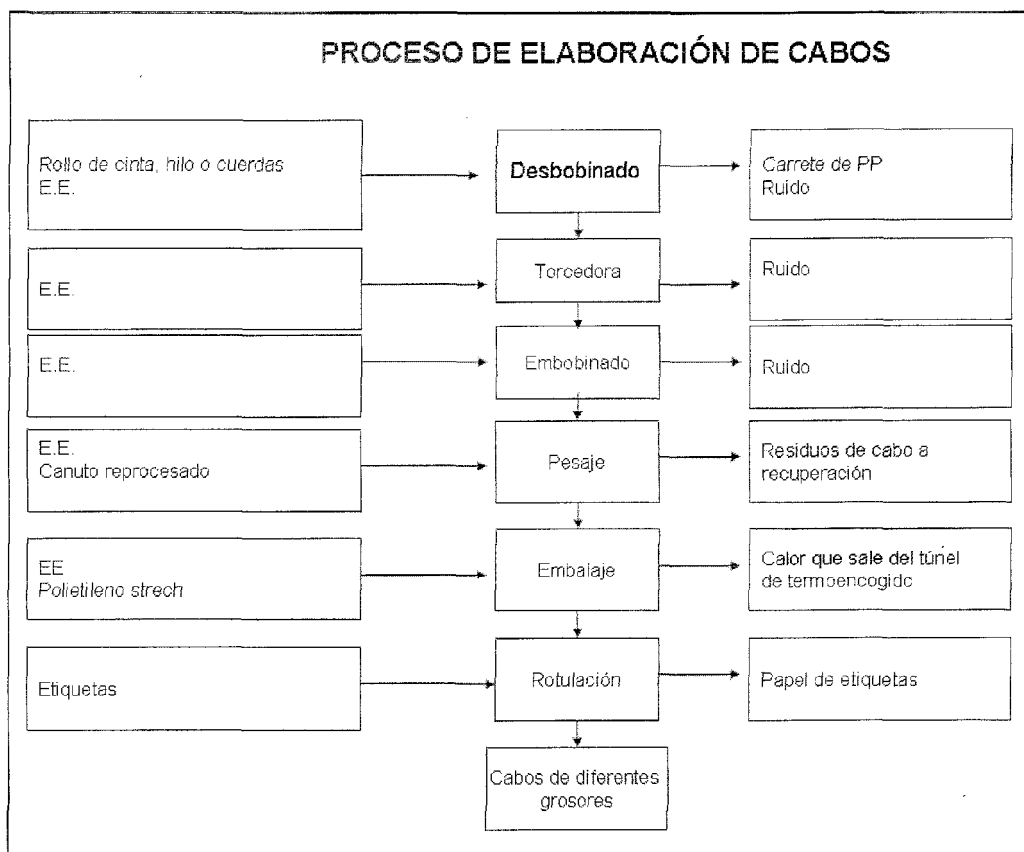 PROCESO DE ELABORACIÓN DE CABOS
Rollo de cinta, hilo o cuerdas
E.E.
Desbobinado
Carrete de PP
Ruido
E.E.
Torcedora
Ruido
E.E.
Embobinado
Ruido
E.E.
Canuto reprocesado
Pesaje
Residuos de cabo a
recuperación
EE
Polietileno strech
Embalaje
Calor que sale del túnel
de termoencogido
Etiquetas
Rotulación
Papel de etiquetas
Cabos de diferentes
grosores